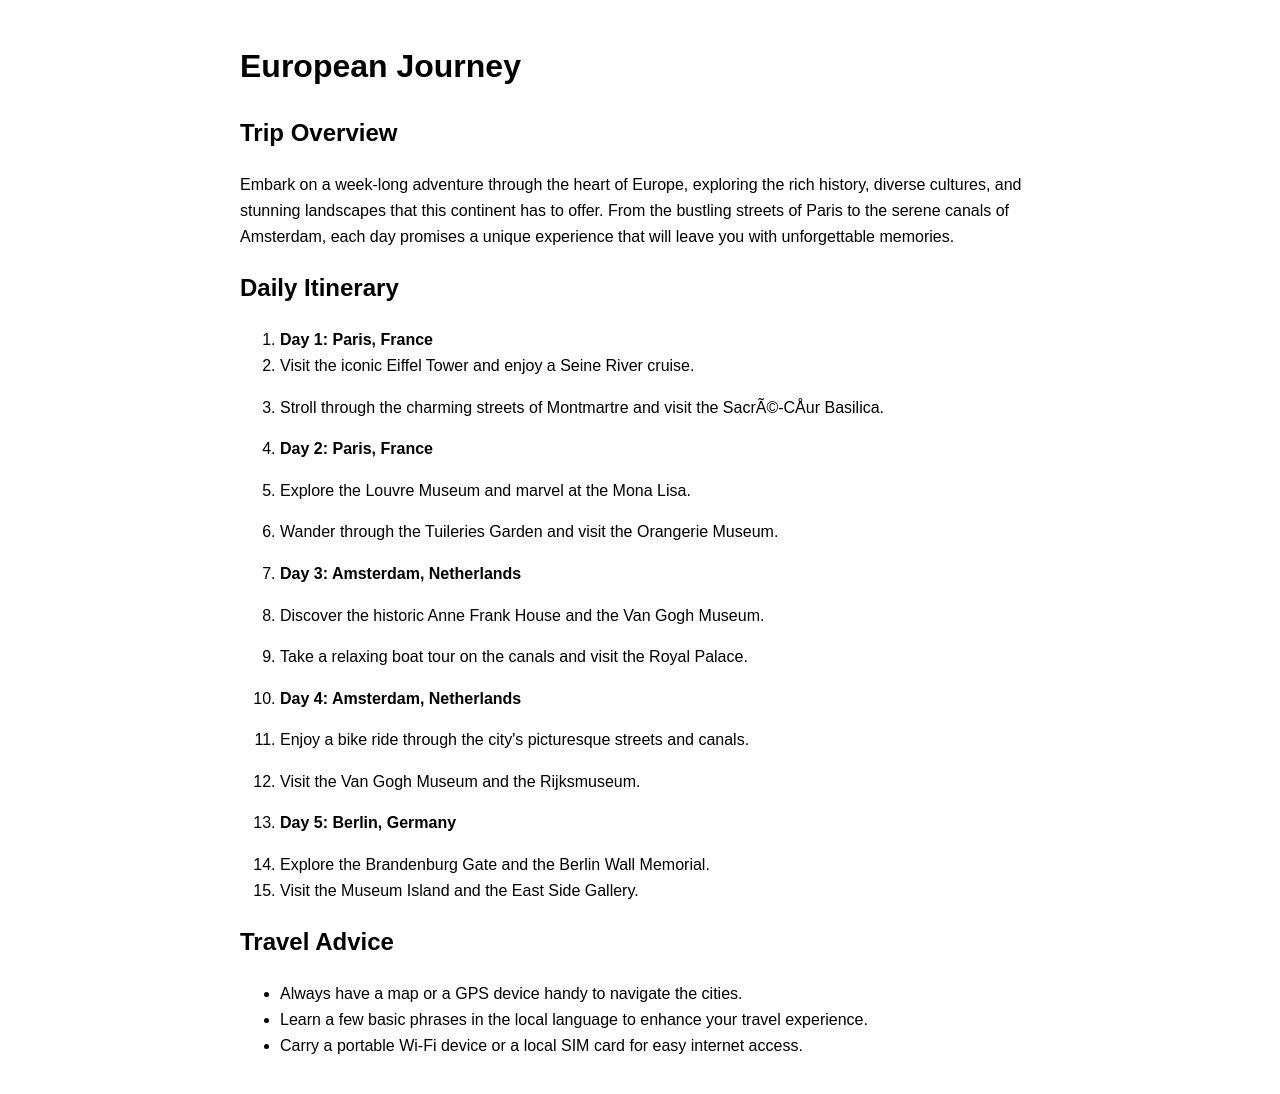 European Journey
Trip Overview
Embark on a week-long adventure through the heart of Europe, exploring the rich history, diverse cultures, and
stunning landscapes that this continent has to offer. From the bustling streets of Paris to the serene canals of
Amsterdam, each day promises a unique experience that will leave you with unforgettable memories.
Daily Itinerary
1. Day 1: Paris, France
2. Visit the iconic Eiffel Tower and enjoy a Seine River cruise.
3. Stroll through the charming streets of Montmartre and visit the SacrÃ©-CÅur Basilica.
4. Day 2: Paris, France
5. Explore the Louvre Museum and marvel at the Mona Lisa.
6. Wander through the Tuileries Garden and visit the Orangerie Museum.
7. Day 3: Amsterdam, Netherlands
8. Discover the historic Anne Frank House and the Van Gogh Museum.
9. Take a relaxing boat tour on the canals and visit the Royal Palace.
10. Day 4: Amsterdam, Netherlands
11. Enjoy a bike ride through the city's picturesque streets and canals.
12. Visit the Van Gogh Museum and the Rijksmuseum.
13. Day 5: Berlin, Germany
14. Explore the Brandenburg Gate and the Berlin Wall Memorial.
15. Visit the Museum Island and the East Side Gallery.
Travel Advice
• Always have a map or a GPS device handy to navigate the cities.
• Learn a few basic phrases in the local language to enhance your travel experience.
• Carry a portable Wi-Fi device or a local SIM card for easy internet access.